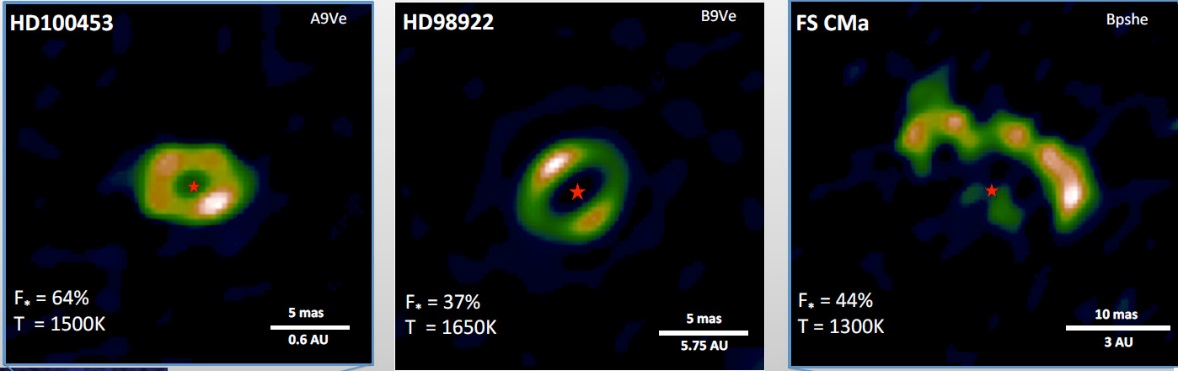 HD100453
A9Ve
F* = 64%
T = 1500K
5 mas
0.6 AU
HD98922
B9Ve
F* = 37%
T = 1650K
5 mas
5.75 AU
FS CMa
Bpshe
F* = 44%
T = 1300K
10 mas
3 AU